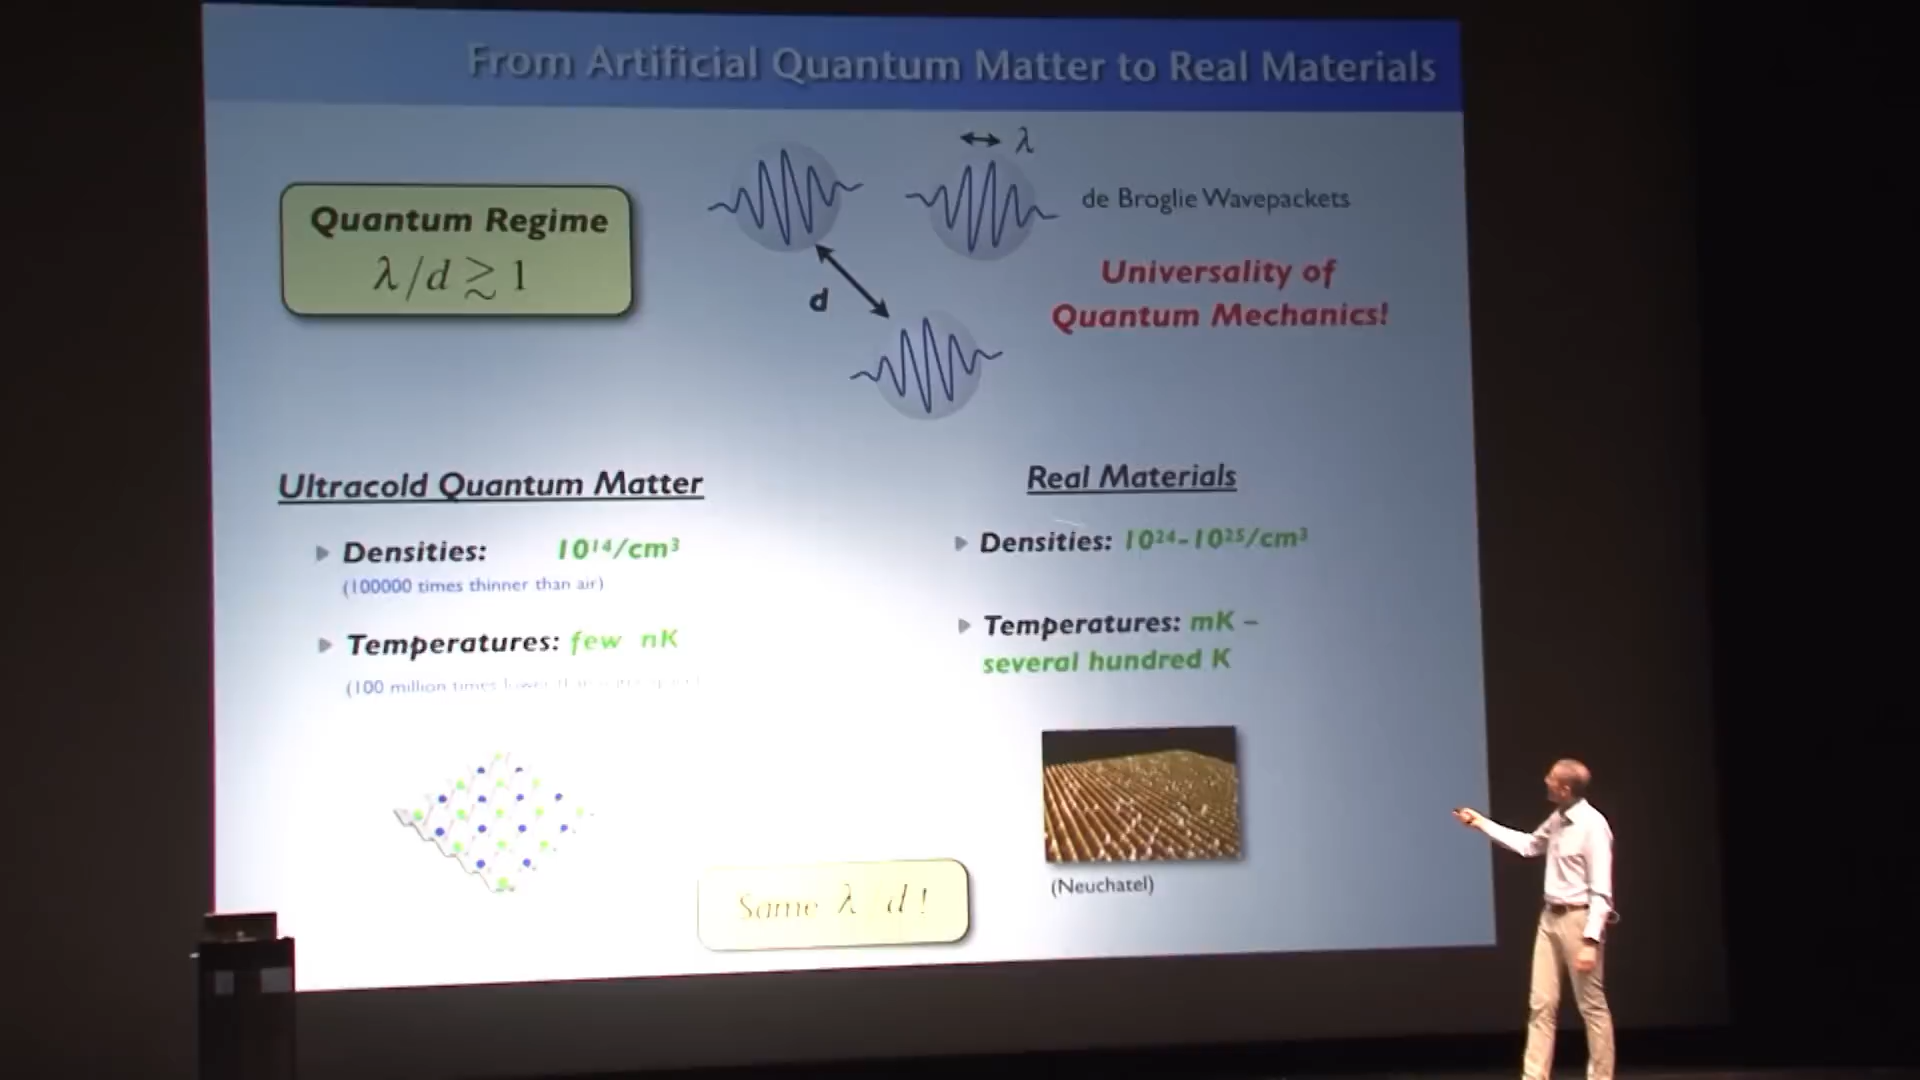 From Artificial Quantum Matter to Real Materials
λ
Quantum Regime
λ/d ≳ 1
de Broglie Wavepackets
Universality of
Quantum Mechanics!
d
Ultracold Quantum Matter
Densities: 10¹⁴/cm³
(100000 times thinner than air)
Temperatures: few nK
(100 million times lower than
Real Materials
Densities: 10²⁴-10²⁵/cm³
Temperatures: mK –
several hundred K
(Neuchatel)
Same λ d !